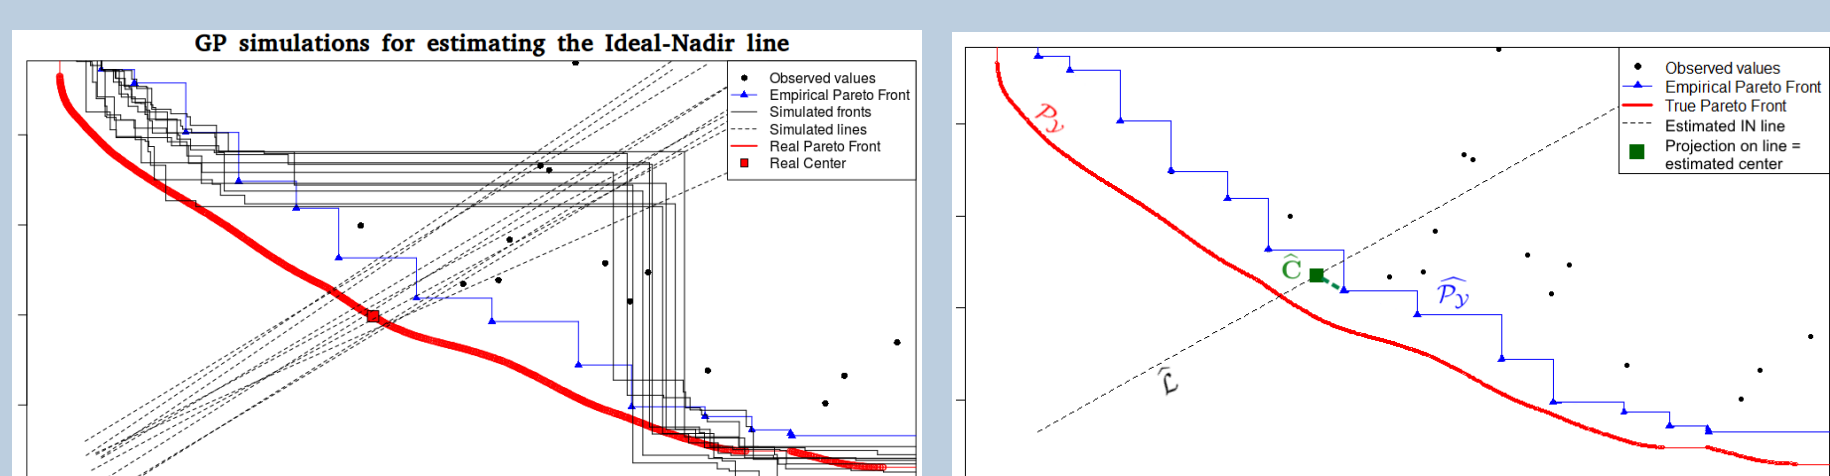 GP simulations for estimating the Ideal-Nadir line
Observed values
Empirical Pareto Front
Simulated fronts
Simulated lines
Real Pareto Front
Real Center
Observed values
Empirical Pareto Front
True Pareto Front
Estimated IN line
Projection on line =
estimated center
𝒫𝒴
Ĉ
𝒫̂𝒴
ℒ̂